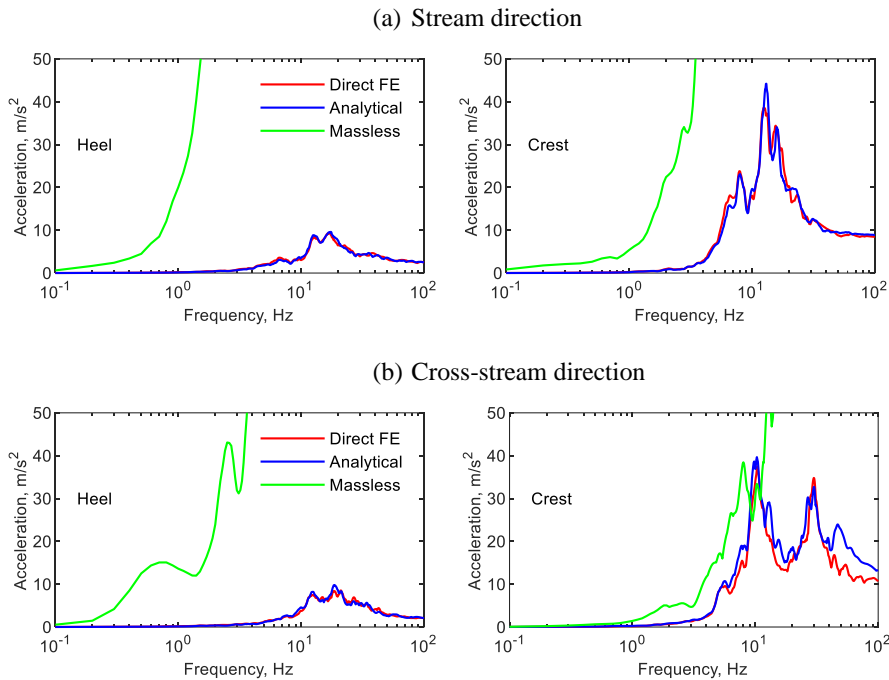 (a) Stream direction
50
40
30
20
10
0
Acceleration, m/s²
Heel
Direct FE
Analytical
Massless
10⁻¹ 10⁰ 10¹ 10²
Frequency, Hz
50
40
30
20
10
0
Acceleration, m/s²
Crest
10⁻¹ 10⁰ 10¹ 10²
Frequency, Hz
(b) Cross-stream direction
50
40
30
20
10
0
Acceleration, m/s²
Heel
Direct FE
Analytical
Massless
10⁻¹ 10⁰ 10¹ 10²
Frequency, Hz
50
40
30
20
10
0
Acceleration, m/s²
Crest
10⁻¹ 10⁰ 10¹ 10²
Frequency, Hz